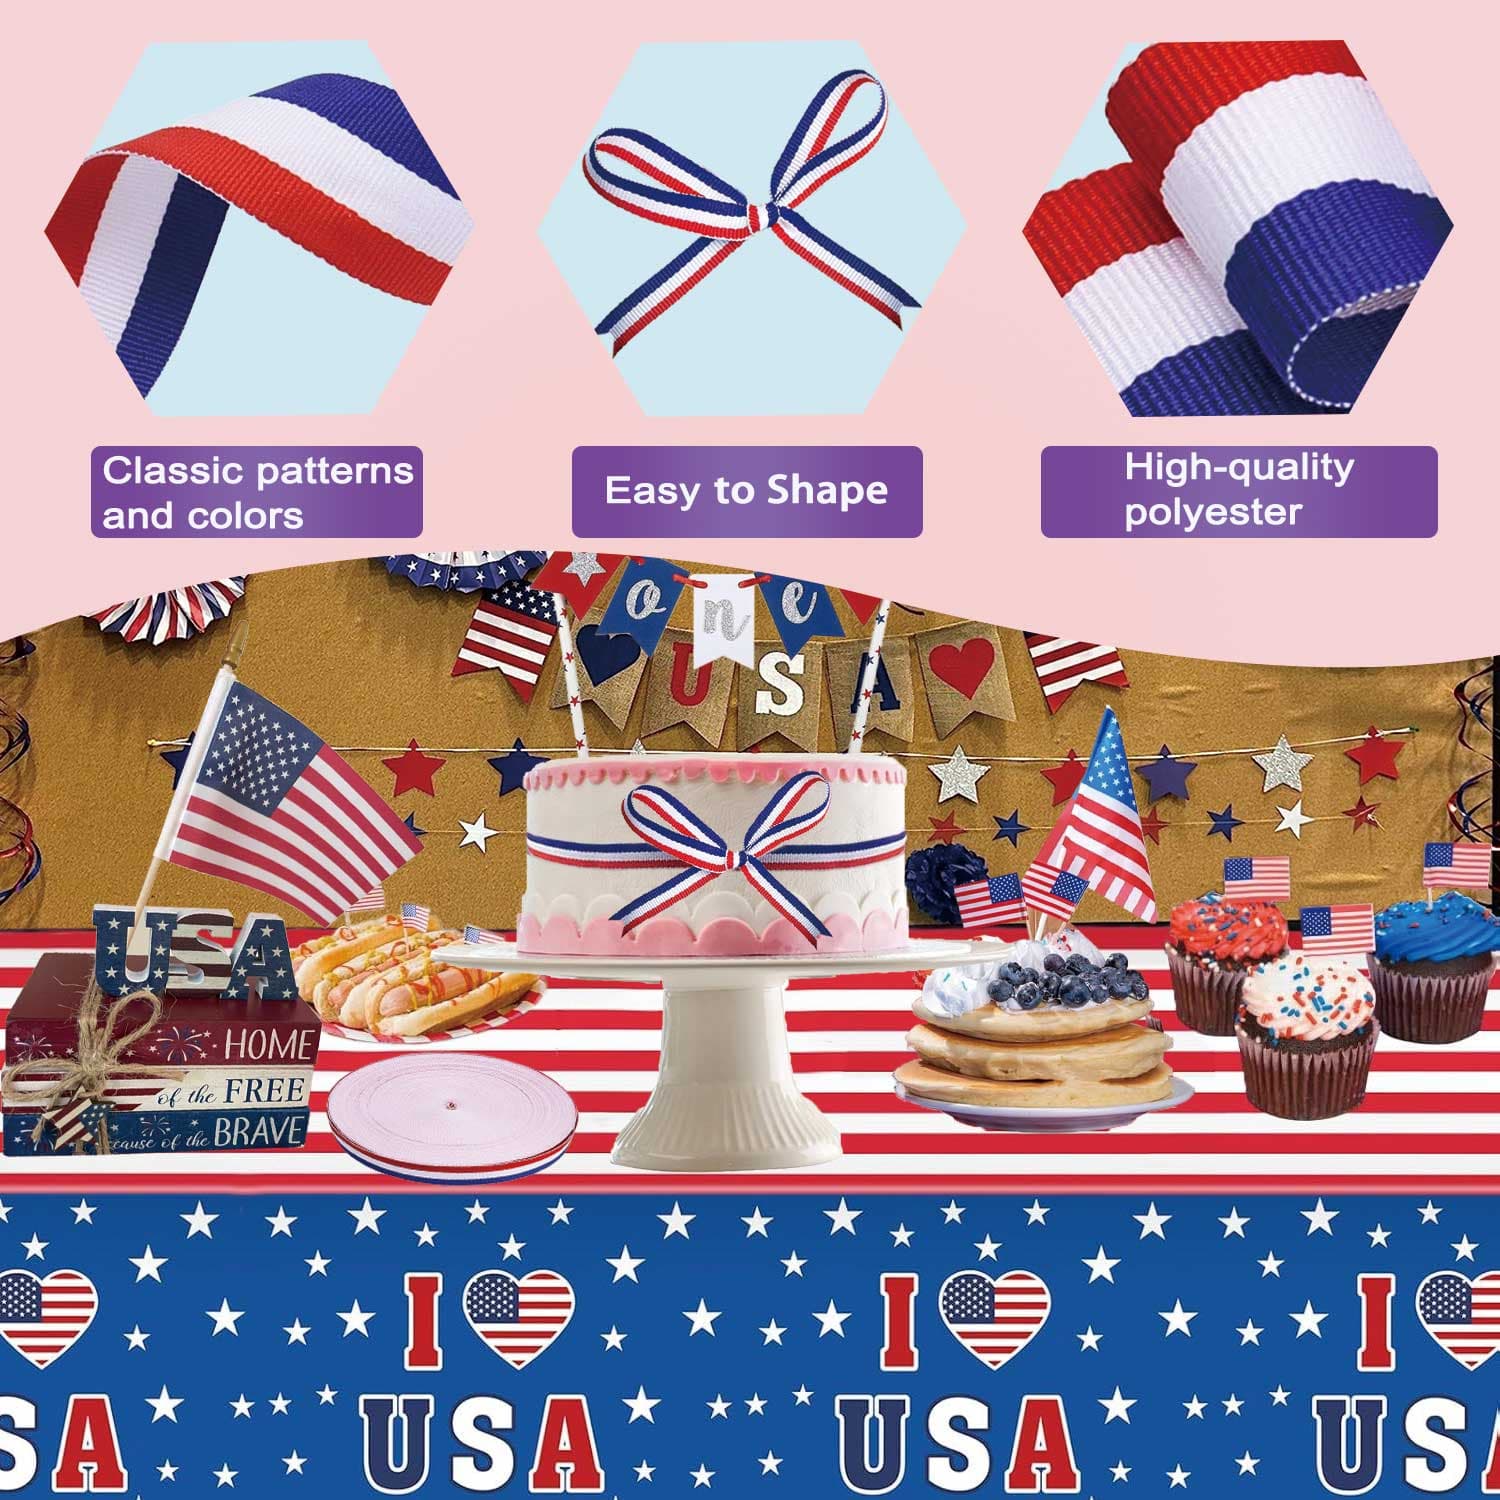 Classic patterns
and colors
Easy to Shape
High-quality
polyester
one
USA
USA
HOME
of the FREE
because of the BRAVE
I I I
USA USA USA USA